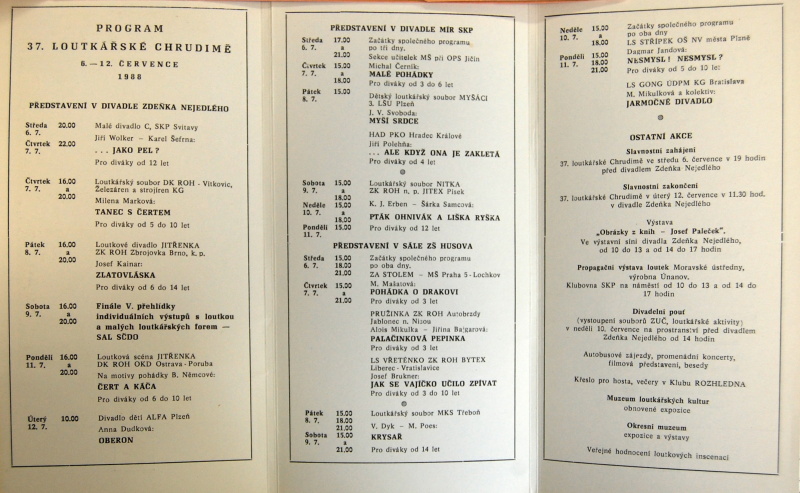 PROGRAM
37. LOUTKÁŘSKÉ CHRUDIMĚ
6.—12. ČERVENCE
1988
PŘEDSTAVENÍ V DIVADLE ZDEŇKA NEJEDLÉHO
Středa 20.00 Malé divadlo C, SKP Svitavy
6. 7.
Jiří Wolker — Karel Šefrna:
Čtvrtek 22.00 ... JAKO PEL?
7. 7.
Pro diváky od 12 let
Čtvrtek 16.00 Loutkářský soubor DK ROH - Vítkovic,
7. 7. a Železáren a strojíren KG
20.00 Milena Marková:
TANEC S ČERTEM
Pro diváky od 5 do 10 let
Pátek 16.00 Loutkové divadlo JITŘENKA
8. 7. a ZK ROH Zbrojovka Brno, k. p.
20.00 Josef Kainar:
ZLATOVLÁSKA
Pro diváky od 6 do 14 let
Sobota 16.00 Finále V. přehlídky
9. 7. a individuálních výstupů s loutkou
20.00 a malých loutkářských forem —
SAL SČDO
Pondělí 16.00 Loutková scéna JITŘENKA
11. 7. a DK ROH OKD Ostrava-Poruba
20.00 Na motivy pohádky B. Němcové:
ČERT A KÁČA
Pro diváky od 6 do 10 let
Úterý 10.00 Divadlo dětí ALFA Plzeň
12. 7.
Anna Dudková:
OBERON
PŘEDSTAVENÍ V DIVADLE MÍR SKP
Středa 17.00 Začátky společného programu
6. 7. a po tři dny.
21.00 Sekce učitelek MŠ při OPS Jičín
Čtvrtek 15.00 Michal Černík:
7. 7. a MALÉ POHÁDKY
18.00 Pro diváky od 3 do 6 let
Pátek 15.00
8. 7. Dětský loutkářský soubor MYŠÁCI
3. LŠU Plzeň
J. V. Svoboda:
MYŠÍ SRDCE
HAD PKO Hradec Králové
Jiří Polehňa:
... ALE KDYŽ ONA JE ZAKLETÁ
Pro diváky od 4 let
Sobota 15.00 Loutkářský soubor NITKA
9. 7. a ZK ROH n. p. JITEX Písek
18.00
Neděle 15.00 K. J. Erben — Šárka Samcová:
10. 7. a
18.00 PTÁK OHNIVÁK A LIŠKA RYŠKA
Pondělí 15.00 Pro diváky od 12 let
11. 7.
PŘEDSTAVENÍ V SÁLE ZŠ HUSOVA
Středa 15.00 Začátky společného programu
6. 7. 18.00 po oba dny.
21.00 ZA STOLEM — MŠ Praha 5-Lochkov
Čtvrtek 15.00 M. Mašatová:
7. 7. a POHÁDKA O DRAKOVI
21.00 Pro diváky od 3 let
PRUŽINKA ZK ROH Autobrzdy
Jablonec n. Nisou
Alois Mikulka — Jiřina
PALAČINKOVÁ PEPINKA
Pro diváky od 3 let
LS VŘETÉNKO ZK ROH BYTEX
Liberec - Vratislavice
Josef Brukner:
JAK SE VAJÍČKO UČILO ZPÍVAT
Pro diváky od 3 do 10 let
Pátek 15.00 Loutkářský soubor MKS Třeboň
8. 7. 18.00
21.00 V. Dyk — M. Poes:
Sobota 15.00 KRYSAŘ
9. 7. a
21.00 Pro diváky od 14 let
Neděle 15.00 Začátky společného programu
10. 7. a po oba dny
18.00 LS STŘÍPEK OŠ NV města Plzně
Dagmar Jandová:
Pondělí 15.00 NESMYSL! NESMYSL?
11. 7. 18.00
21.00 Pro diváky od 5 do 10 let
LS GONG ÚDPM KG Bratislava
M. Mikulková a kolektiv:
JARMOČNÉ DIVADLO
OSTATNÍ AKCE
Slavnostní zahájení
37. loutkářské Chrudimě ve středu 6. července v 19 hodin
před divadlem Zdeňka Nejedlého
Slavnostní zakončení
37. loutkářské Chrudimě v úterý 12. července v 11.30 hod.
v divadle Zdeňka Nejedlého
Výstava
„Obrázky z knih — Josef Paleček".
Ve výstavní síni divadla Zdeňka Nejedlého,
od 10 do 13 a od 14 do 17 hodin
Propagační výstava loutek Moravské ústředny,
výrobna Únanov,
Klubovna SKP na náměstí od 10 do 13 a od 14 do
17 hodin
Divadelní pouť
(vystoupení souborů ZUČ, loutkářské aktivity)
v neděli 10. července na prostranství před divadlem
Zdeňka Nejedlého od 14 hodin
Autobusové zájezdy, promenádní koncerty,
filmová představení, besedy
Křeslo pro hosta, večery v Klubu ROZHLEDNA
Muzeum loutkářských kultur
obnovené expozice
Okresní muzeum
expozice a výstavy
Veřejné hodnocení loutkových inscenací